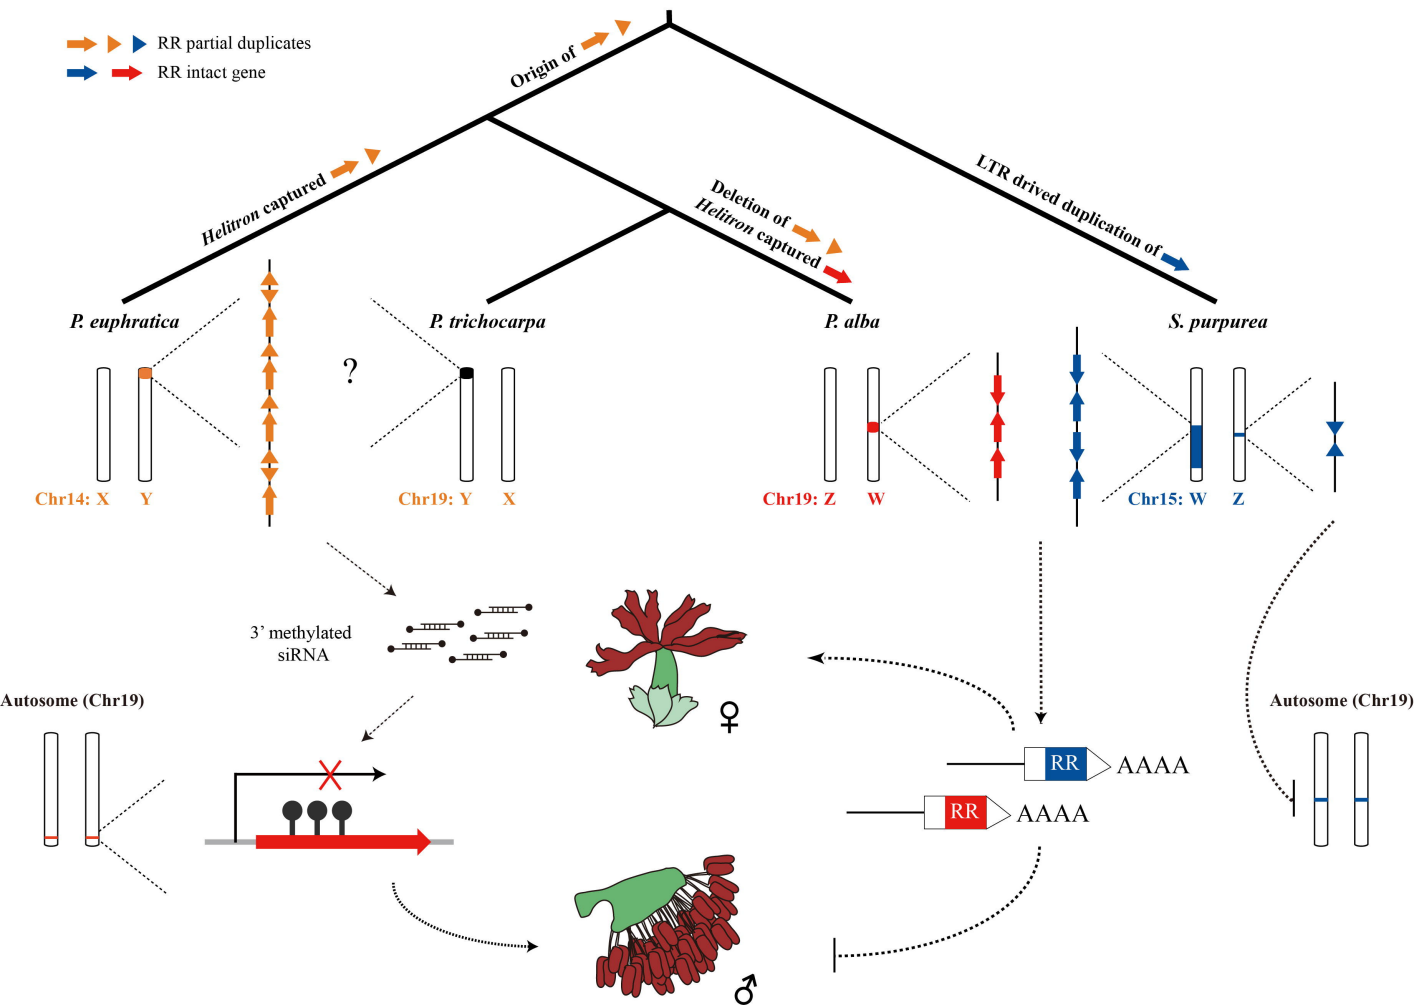 RR partial duplicates
RR intact gene
Origin of
Helitron captured
Deletion of
Helitron captured
LTR drived duplication of
P. euphratica
P. trichocarpa
P. alba
S. purpurea
?
Chr14: X Y
Chr19: Y X
Chr19: Z W
Chr15: W Z
3’ methylated
siRNA
♀
Autosome (Chr19)
Autosome (Chr19)
RR AAAA
RR AAAA
♂